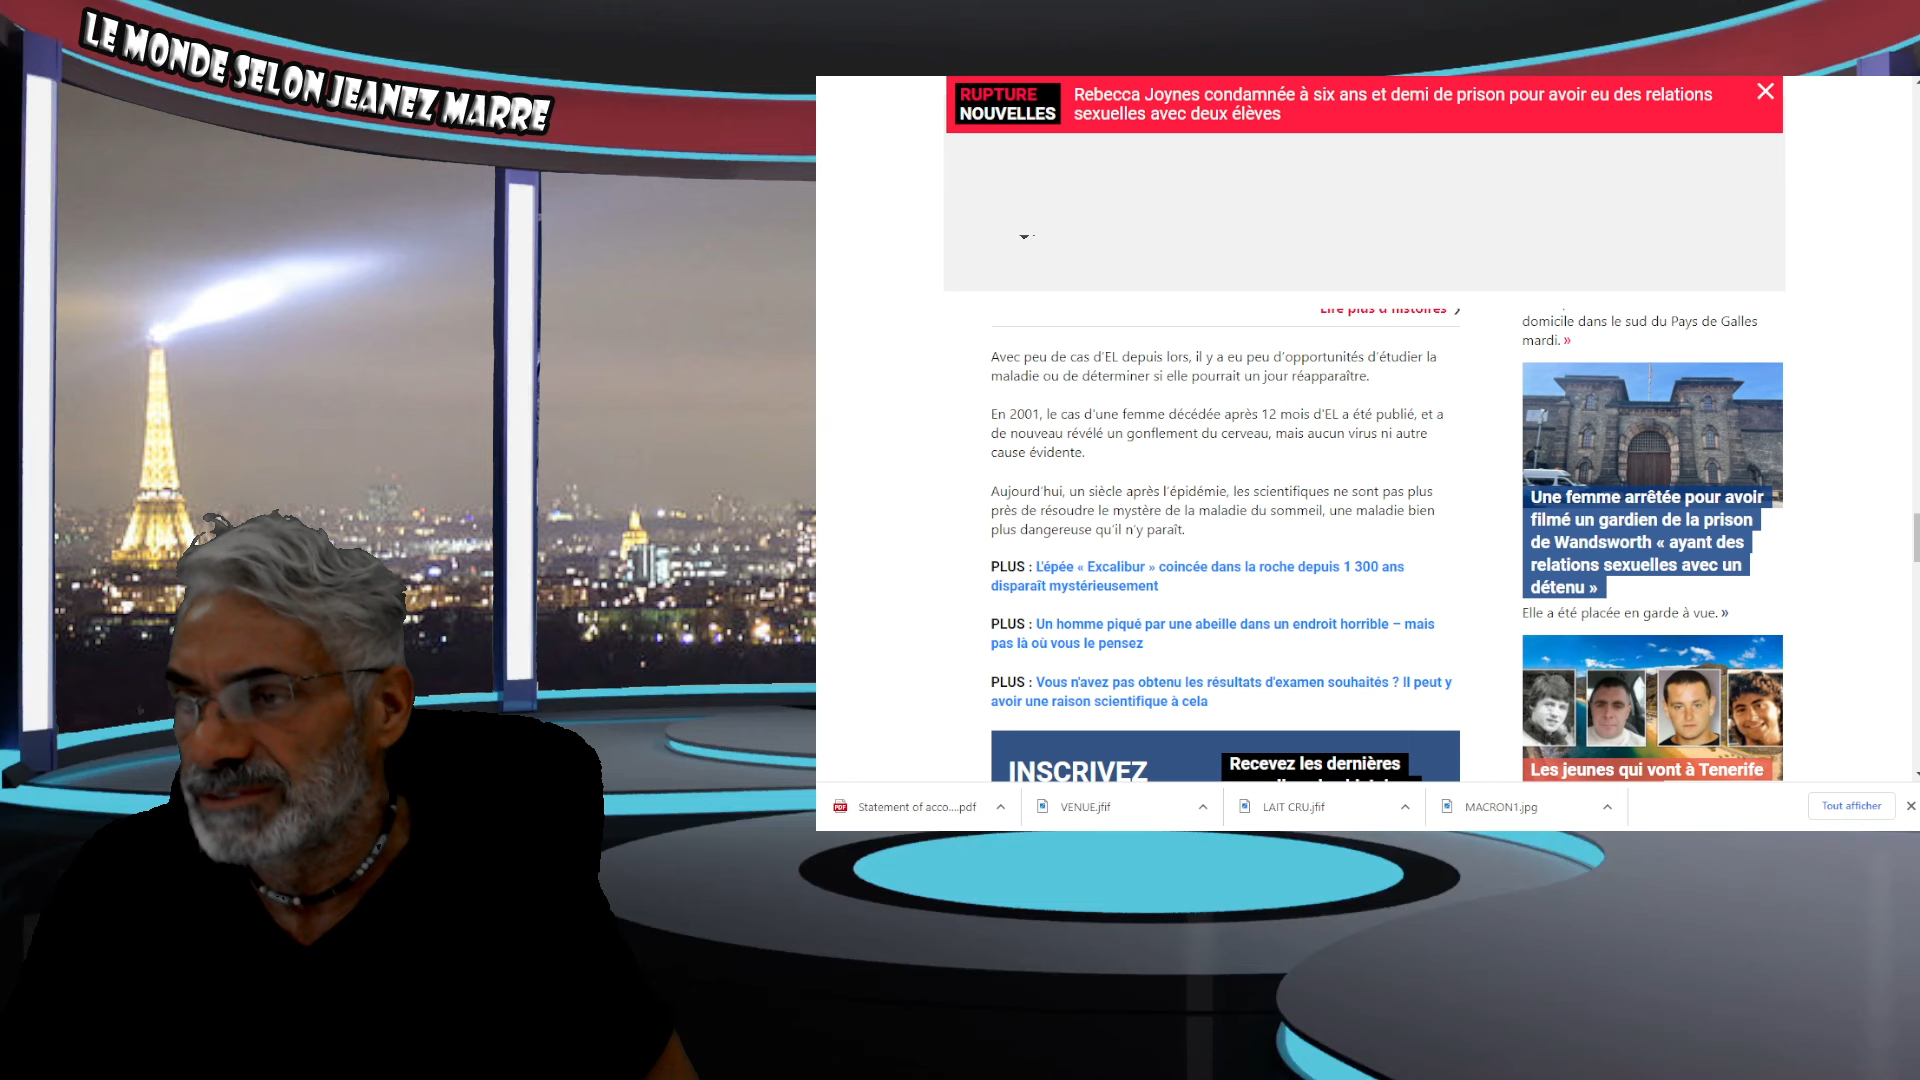 LE MONDE SELON JEANEZ MARRE
RUPTURE
NOUVELLES
Rebecca Joynes condamnée à six ans et demi de prison pour avoir eu des relations
sexuelles avec deux élèves
Lire plus d'histoires
Avec peu de cas d'EL depuis lors, il y a eu peu d'opportunités d'étudier la
maladie ou de déterminer si elle pourrait un jour réapparaître.
En 2001, le cas d'une femme décédée après 12 mois d'EL a été publié, et a
de nouveau révélé un gonflement du cerveau, mais aucun virus ni autre
cause évidente.
Aujourd'hui, un siècle après l'épidémie, les scientifiques ne sont pas plus
près de résoudre le mystère de la maladie du sommeil, une maladie bien
plus dangereuse qu'il n'y paraît.
PLUS : L'épée « Excalibur » coincée dans la roche depuis 1 300 ans
disparaît mystérieusement
PLUS : Un homme piqué par une abeille dans un endroit horrible – mais
pas là où vous le pensez
PLUS : Vous n'avez pas obtenu les résultats d'examen souhaités ? Il peut y
avoir une raison scientifique à cela
INSCRIVEZ
Recevez les dernières
domicile dans le sud du Pays de Galles
mardi. »
Une femme arrêtée pour avoir
filmé un gardien de la prison
de Wandsworth « ayant des
relations sexuelles avec un
détenu »
Elle a été placée en garde à vue. »
Les jeunes qui vont à Tenerife
Statement of acco....pdf
VENUE.jfif
LAIT CRU.jfif
MACRON1.jpg
Tout afficher